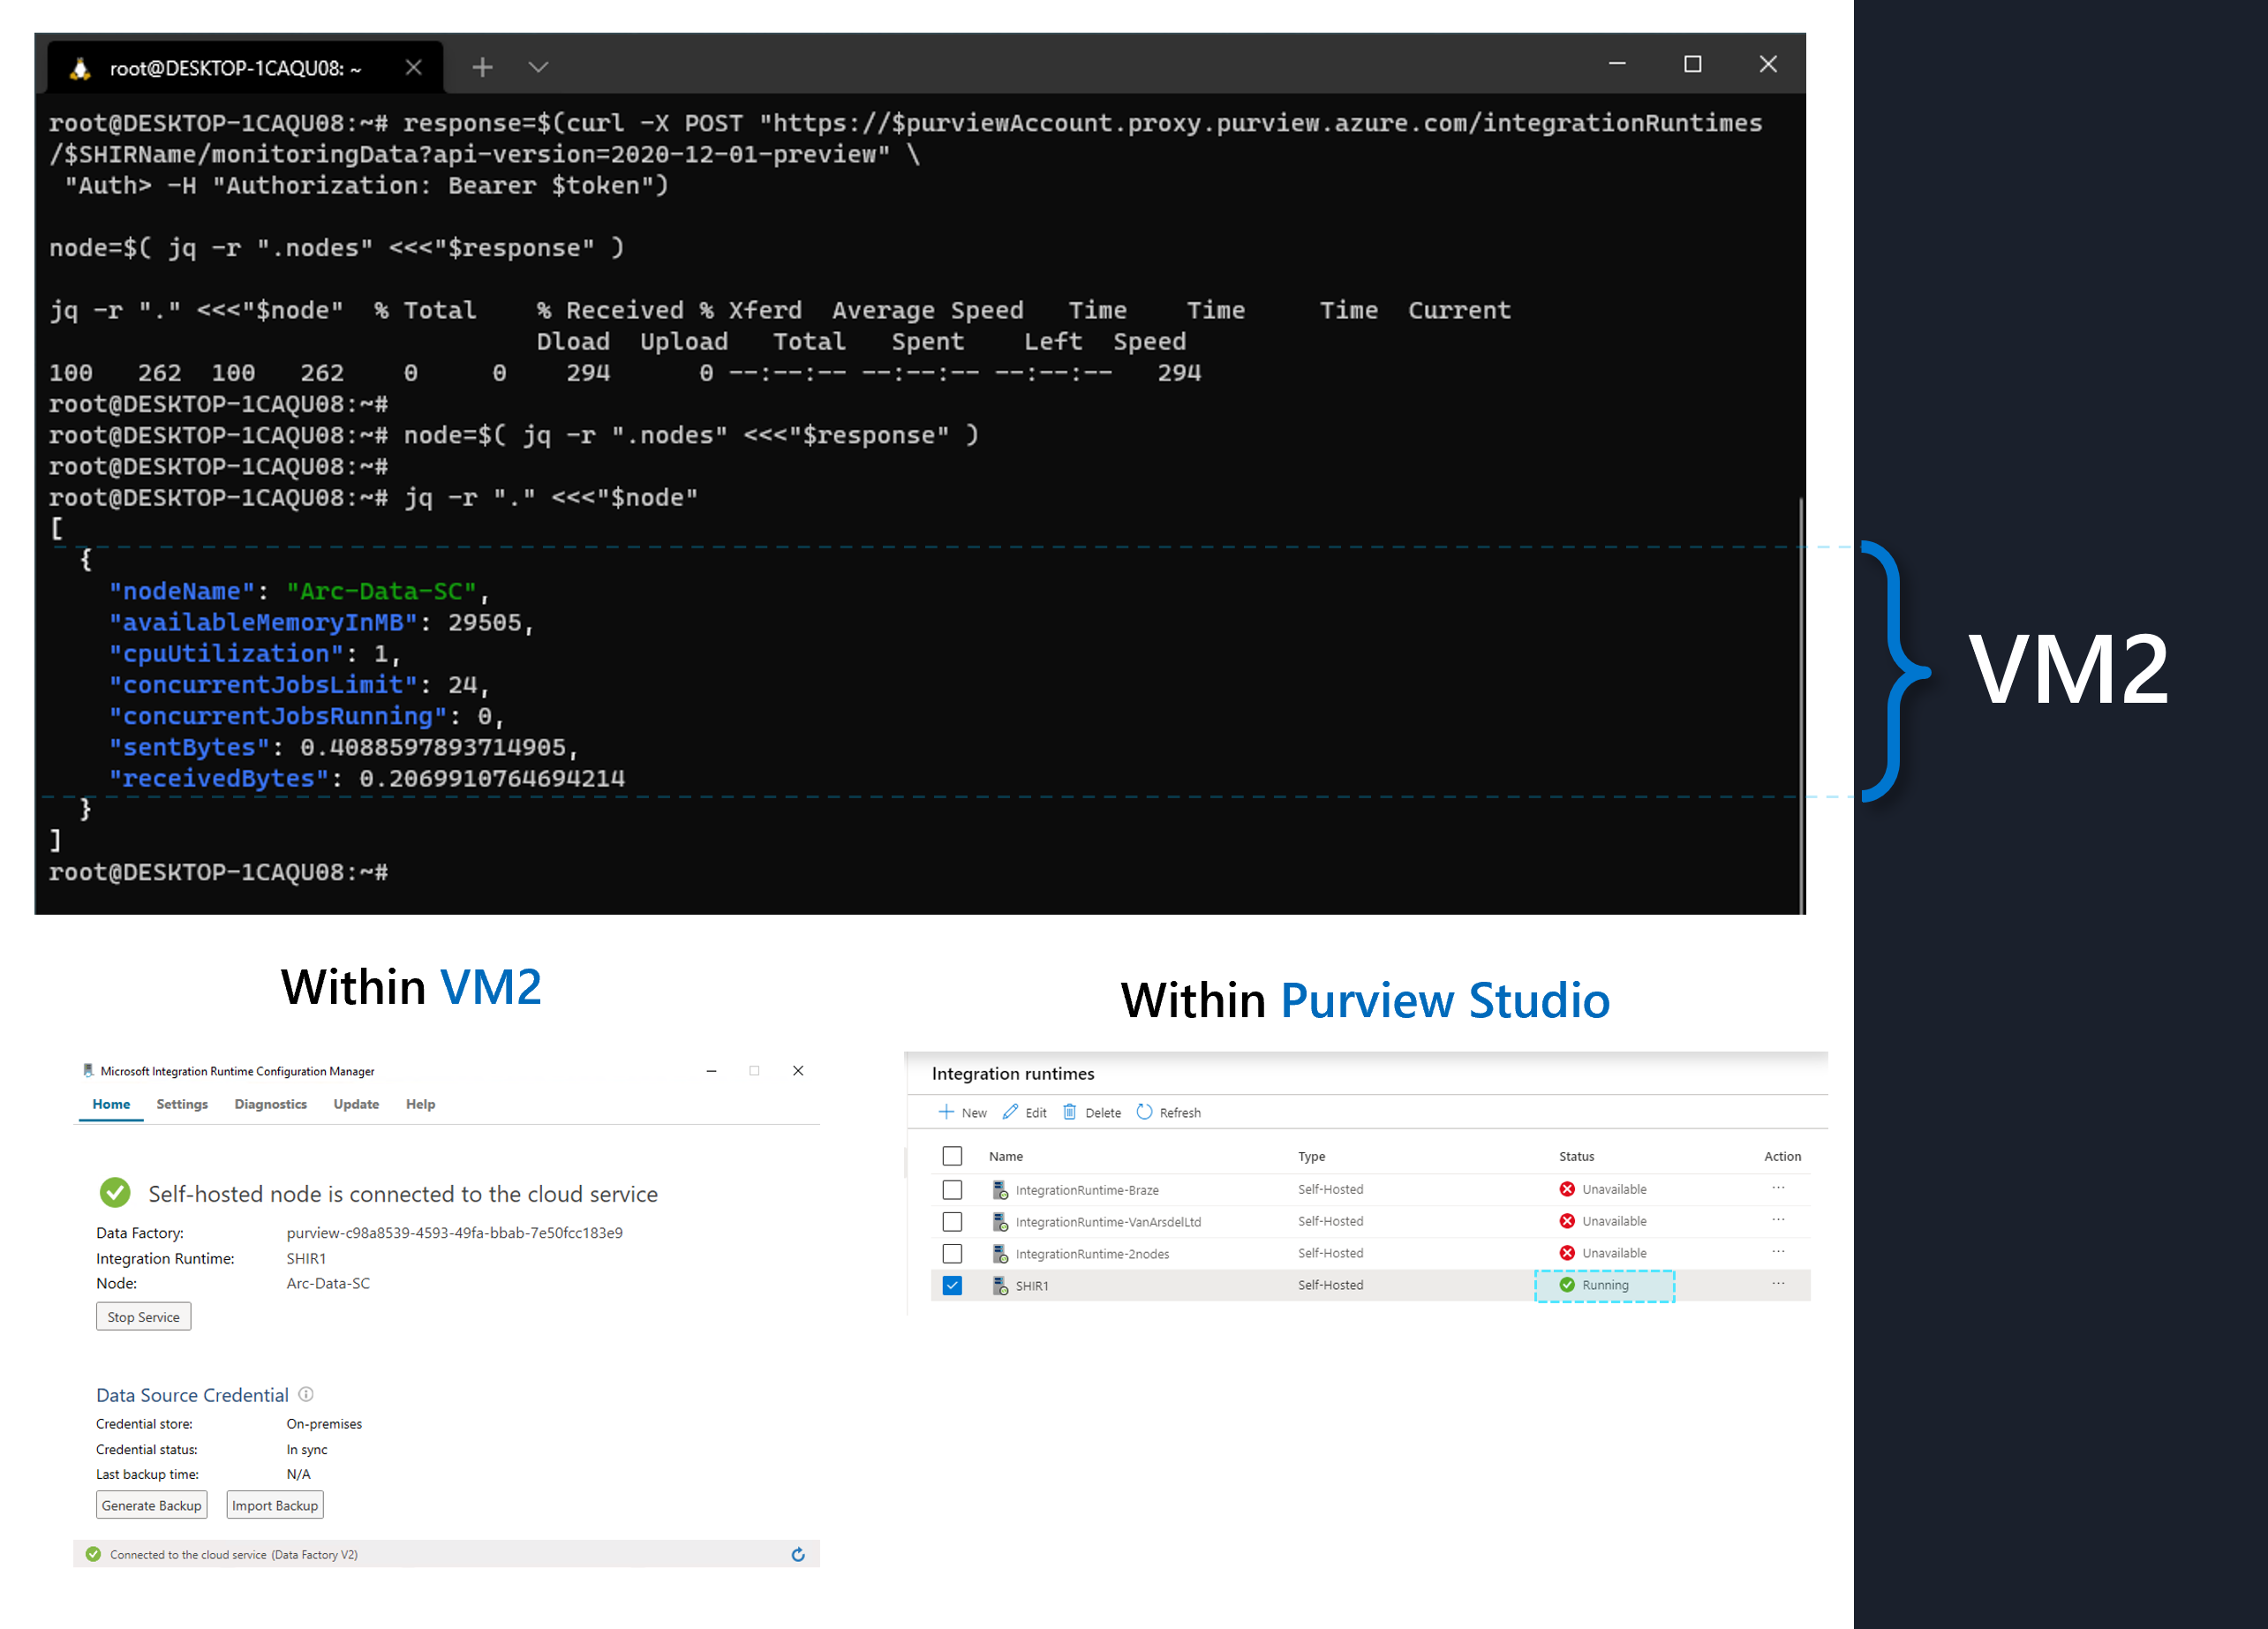 root@DESKTOP-1CAQU08: ~
root@DESKTOP-1CAQU08:~# response=$(curl -X POST "https://$purviewAccount.proxy.purview.azure.com/integrationRuntimes
/$SHIRName/monitoringData?api-version=2020-12-01-preview" \
"Auth> -H "Authorization: Bearer $token")
node=$( jq -r ".nodes" <<<"$response" )
jq -r "." <<<"$node"  % Total    % Received % Xferd  Average Speed   Time    Time     Time  Current
Dload  Upload   Total   Spent    Left  Speed
100   262  100   262    0     0    294      0 --:--:-- --:--:-- --:--:--   294
root@DESKTOP-1CAQU08:~#
root@DESKTOP-1CAQU08:~# node=$( jq -r ".nodes" <<<"$response" )
root@DESKTOP-1CAQU08:~#
root@DESKTOP-1CAQU08:~# jq -r "." <<<"$node"
[
{
"nodeName": "Arc-Data-SC",
"availableMemoryInMB": 29505,
"cpuUtilization": 1,
"concurrentJobsLimit": 24,
"concurrentJobsRunning": 0,
"sentBytes": 0.4088597893714905,
"receivedBytes": 0.2069910764694214
}
]
root@DESKTOP-1CAQU08:~#
VM2
Within VM2
Microsoft Integration Runtime Configuration Manager
Home Settings Diagnostics Update Help
Self-hosted node is connected to the cloud service
Data Factory: purview-c98a8539-4593-49fa-bbab-7e50fcc183e9
Integration Runtime: SHIR1
Node: Arc-Data-SC
Stop Service
Data Source Credential
Credential store: On-premises
Credential status: In sync
Last backup time: N/A
Generate Backup Import Backup
Connected to the cloud service (Data Factory V2)
Within Purview Studio
Integration runtimes
New Edit Delete Refresh
Name Type Status Action
IntegrationRuntime-Braze Self-Hosted Unavailable ...
IntegrationRuntime-VanArsdelLtd Self-Hosted Unavailable ...
IntegrationRuntime-2nodes Self-Hosted Unavailable ...
SHIR1 Self-Hosted Running ...